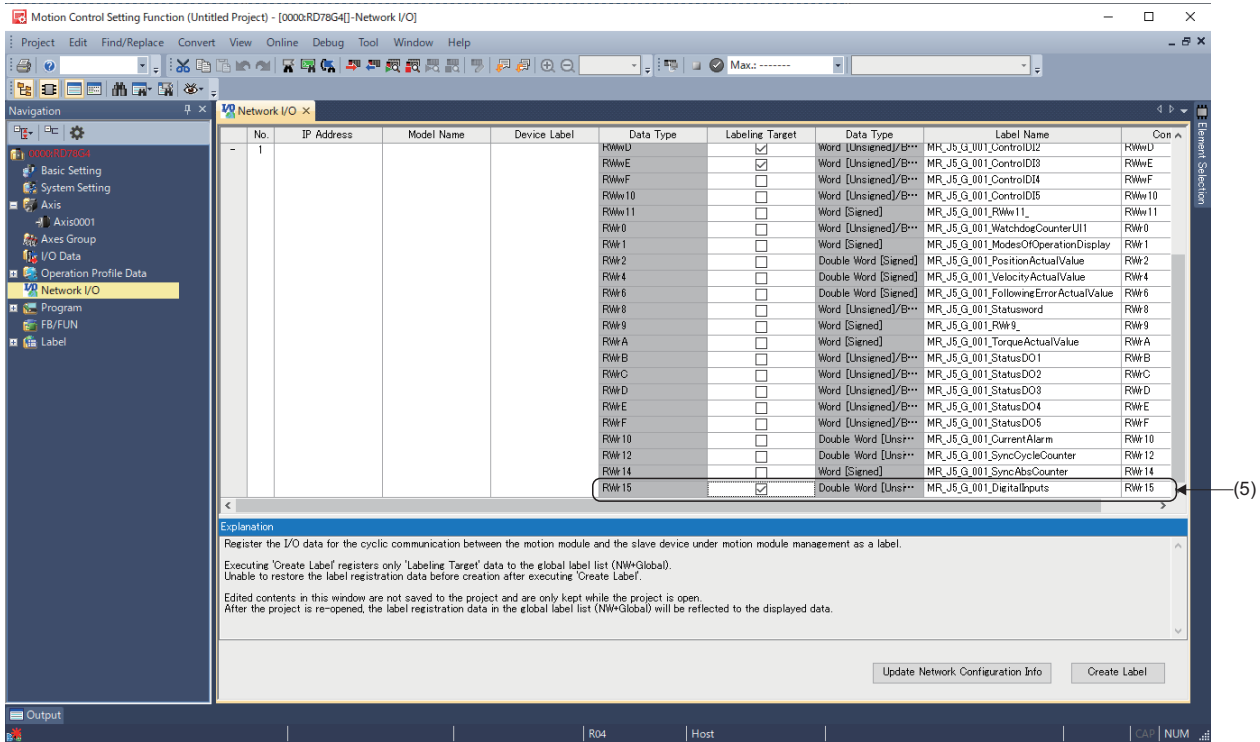 Motion Control Setting Function (Untitled Project) - [0000:RD78G4[]-Network I/O]
Project Edit Find/Replace Convert View Online Debug Tool Window Help
Max.: -------
Navigation
Network I/O
0000:RD78G4
Basic Setting
System Setting
Axis
Axis0001
Axes Group
I/O Data
Operation Profile Data
Network I/O
Program
FB/FUN
Label
No. IP Address Model Name Device Label Data Type Labeling Target Data Type Label Name Con
- 1 RWwD Word [Unsigned]/B··· MR_J5_G_001_ControlDI2 RWwD
RWwE Word [Unsigned]/B··· MR_J5_G_001_ControlDI3 RWwE
RWwF Word [Unsigned]/B··· MR_J5_G_001_ControlDI4 RWwF
RWw10 Word [Unsigned]/B··· MR_J5_G_001_ControlDI5 RWw10
RWw11 Word [Signed] MR_J5_G_001_RWw11_ RWw11
RWr0 Word [Unsigned]/B··· MR_J5_G_001_WatchdogCounterUl1 RWr0
RWr1 Word [Signed] MR_J5_G_001_ModesOfOperationDisplay RWr1
RWr2 Double Word [Signed] MR_J5_G_001_PositionActualValue RWr2
RWr4 Double Word [Signed] MR_J5_G_001_VelocityActualValue RWr4
RWr6 Double Word [Signed] MR_J5_G_001_FollowingErrorActualValue RWr6
RWr8 Word [Unsigned]/B··· MR_J5_G_001_Statusword RWr8
RWr9 Word [Signed] MR_J5_G_001_RWr9_ RWr9
RWrA Word [Signed] MR_J5_G_001_TorqueActualValue RWrA
RWrB Word [Unsigned]/B··· MR_J5_G_001_StatusDO1 RWrB
RWrC Word [Unsigned]/B··· MR_J5_G_001_StatusDO2 RWrC
RWrD Word [Unsigned]/B··· MR_J5_G_001_StatusDO3 RWrD
RWrE Word [Unsigned]/B··· MR_J5_G_001_StatusDO4 RWrE
RWrF Word [Unsigned]/B··· MR_J5_G_001_StatusDO5 RWrF
RWr10 Double Word [Unsi··· MR_J5_G_001_CurrentAlarm RWr10
RWr12 Double Word [Unsi··· MR_J5_G_001_SyncCycleCounter RWr12
RWr14 Word [Signed] MR_J5_G_001_SyncAbsCounter RWr14
RWr15 Double Word [Unsi··· MR_J5_G_001_DigitalInputs RWr15
(5)
Element Selection
Explanation
Register the I/O data for the cyclic communication between the motion module and the slave device under motion module management as a label.
Executing 'Create Label' registers only 'Labeling Target' data to the global label list (NW+Global).
Unable to restore the label registration data before creation after executing 'Create Label'.
Edited contents in this window are not saved to the project and are only kept while the project is open.
After the project is re-opened, the label registration data in the global label list (NW+Global) will be reflected to the displayed data.
Update Network Configuration Info Create Label
Output
R04 Host CAP NUM